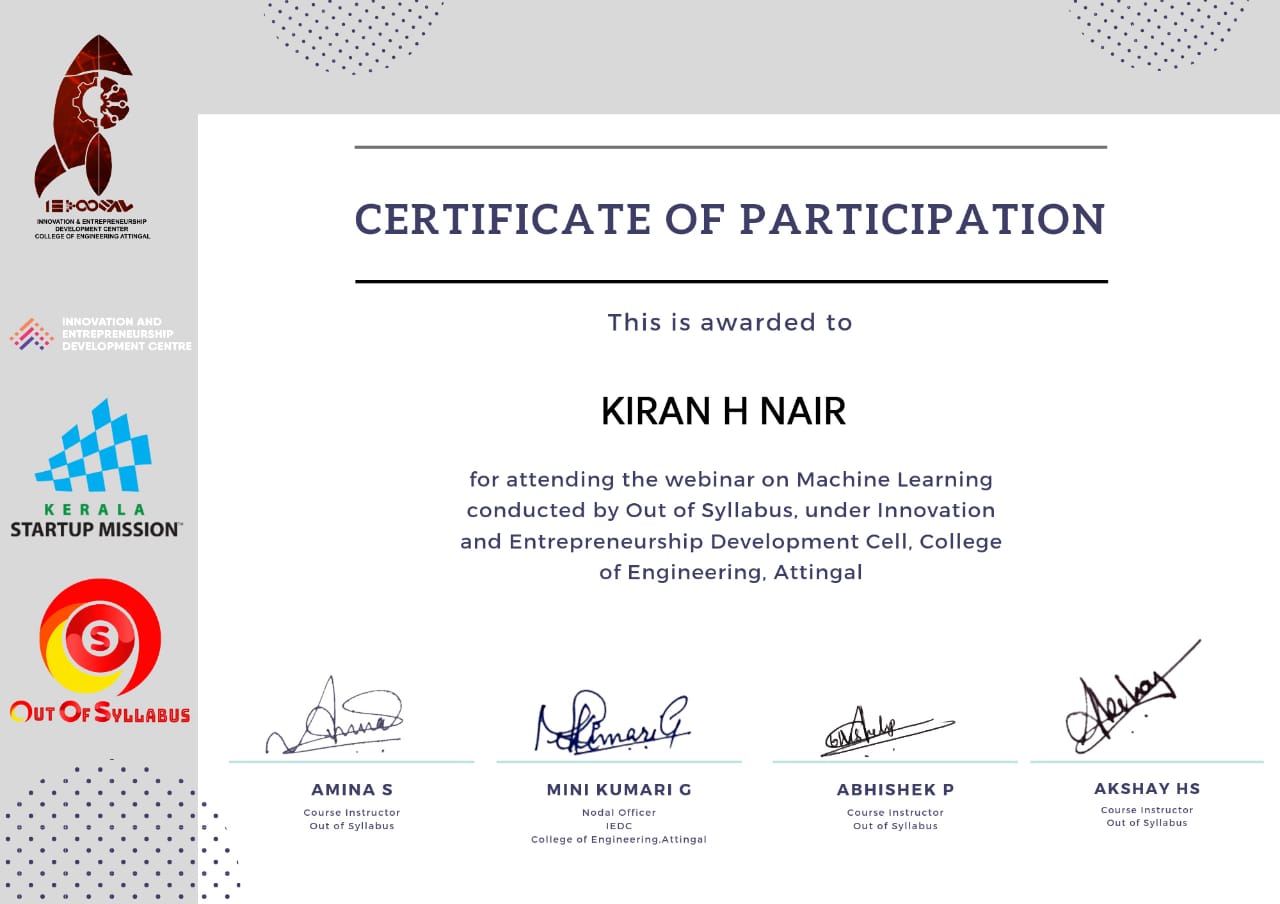 INNOVATION & ENTREPRENEURSHIP
DEVELOPMENT CENTER
COLLEGE OF ENGINEERING ATTINGAL
INNOVATION AND
ENTREPRENEURSHIP
DEVELOPMENT CENTRE
KERALA
STARTUP MISSION™
S
OUT OF SYLLABUS
CERTIFICATE OF PARTICIPATION
This is awarded to
KIRAN H NAIR
for attending the webinar on Machine Learning
conducted by Out of Syllabus, under Innovation
and Entrepreneurship Development Cell, College
of Engineering, Attingal
Amina
Akshay
AMINA S
Course Instructor
Out of Syllabus
MINI KUMARI G
Nodal Officer
IEDC
College of Engineering,Attingal
ABHISHEK P
Course Instructor
Out of Syllabus
AKSHAY HS
Course Instructor
Out of Syllabus